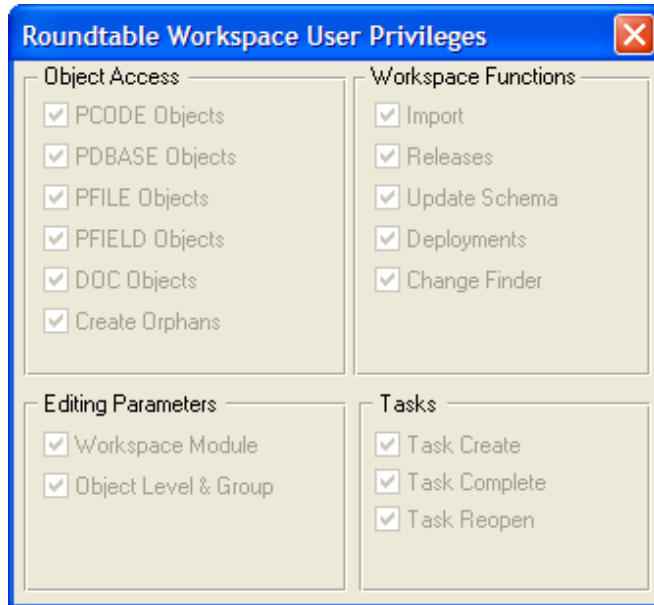 Roundtable Workspace User Privileges
Object Access
PCODE Objects
PDBASE Objects
PFILE Objects
PFIELD Objects
DOC Objects
Create Orphans
Workspace Functions
Import
Releases
Update Schema
Deployments
Change Finder
Editing Parameters
Workspace Module
Object Level & Group
Tasks
Task Create
Task Complete
Task Reopen